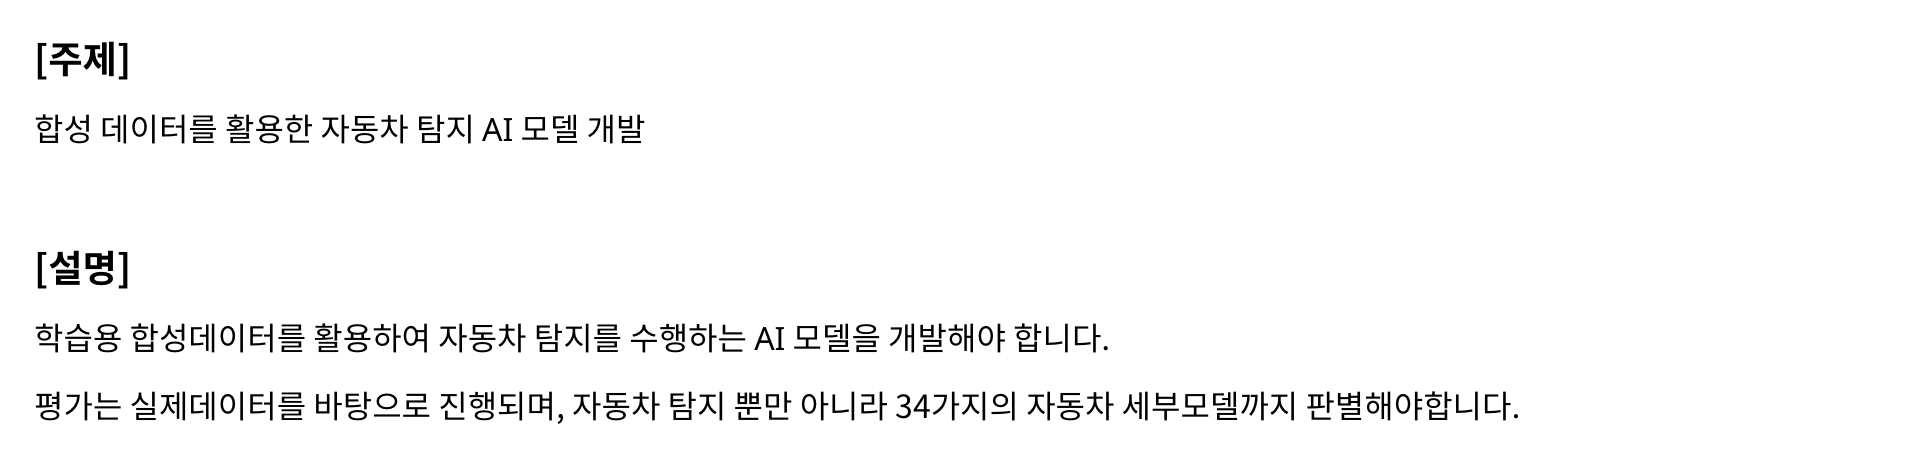 [주제]
합성 데이터를 활용한 자동차 탐지 AI 모델 개발
[설명]
학습용 합성데이터를 활용하여 자동차 탐지를 수행하는 AI 모델을 개발해야 합니다.
평가는 실제데이터를 바탕으로 진행되며, 자동차 탐지 뿐만 아니라 34가지의 자동차 세부모델까지 판별해야합니다.